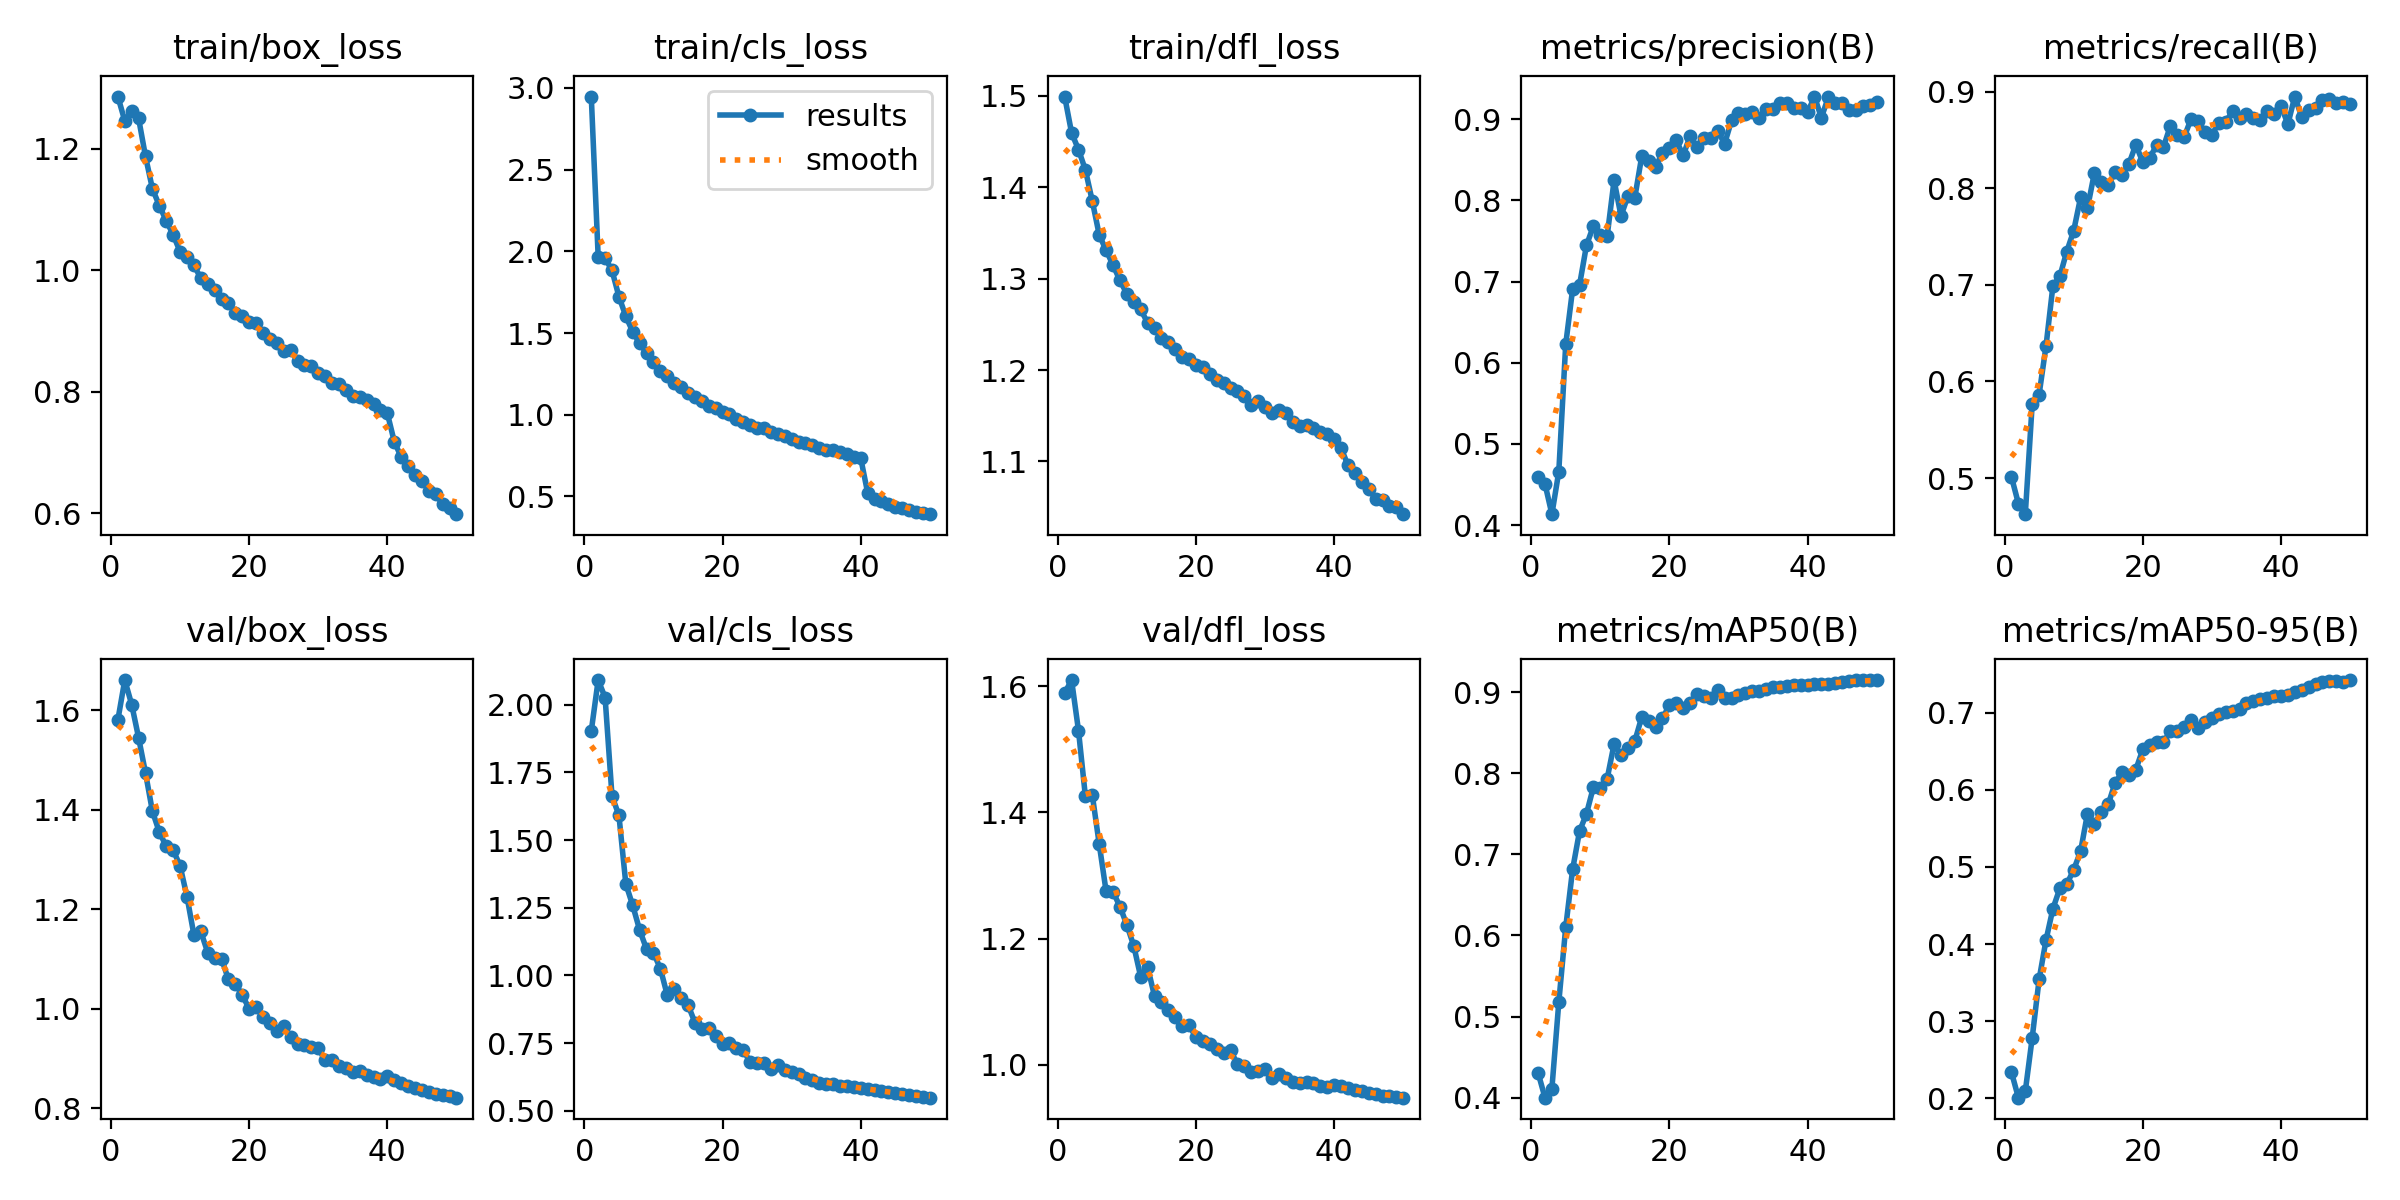 train/box_loss
1.2
1.0
0.8
0.6
0 20 40
train/cls_loss
results
smooth
3.0
2.5
2.0
1.5
1.0
0.5
0 20 40
train/dfl_loss
1.5
1.4
1.3
1.2
1.1
0 20 40
metrics/precision(B)
0.9
0.8
0.7
0.6
0.5
0.4
0 20 40
metrics/recall(B)
0.9
0.8
0.7
0.6
0.5
0 20 40
val/box_loss
1.6
1.4
1.2
1.0
0.8
0 20 40
val/cls_loss
2.00
1.75
1.50
1.25
1.00
0.75
0.50
0 20 40
val/dfl_loss
1.6
1.4
1.2
1.0
0 20 40
metrics/mAP50(B)
0.9
0.8
0.7
0.6
0.5
0.4
0 20 40
metrics/mAP50-95(B)
0.7
0.6
0.5
0.4
0.3
0.2
0 20 40